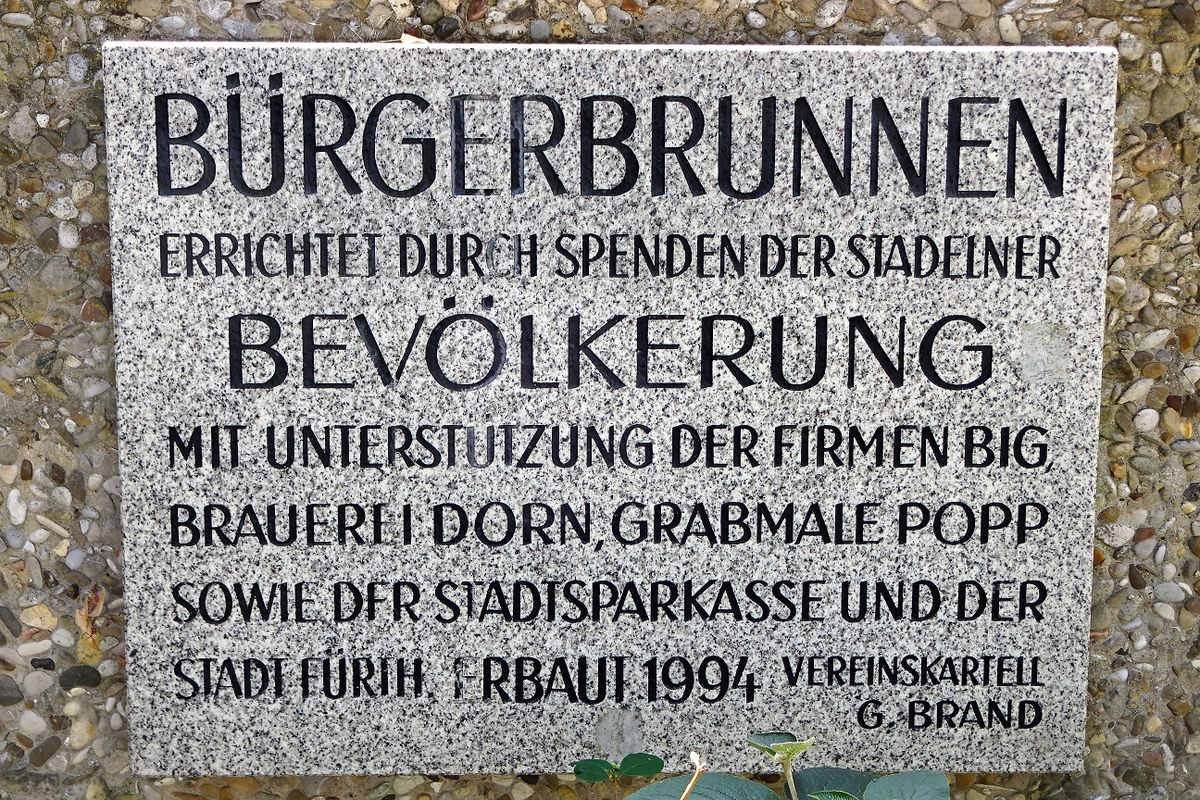 BÜRGERBRUNNEN
ERRICHTET DURCH SPENDEN DER STADELNER
BEVÖLKERUNG
MIT UNTERSTUTZUNG DER FIRMEN BIG,
BRAUEREI DORN, GRABMALE POPP
SOWIE DER STADTSPARKASSE UND DER
STADT FÜRTH. ERBAUT 1994 VEREINSKARTELL
G. BRAND